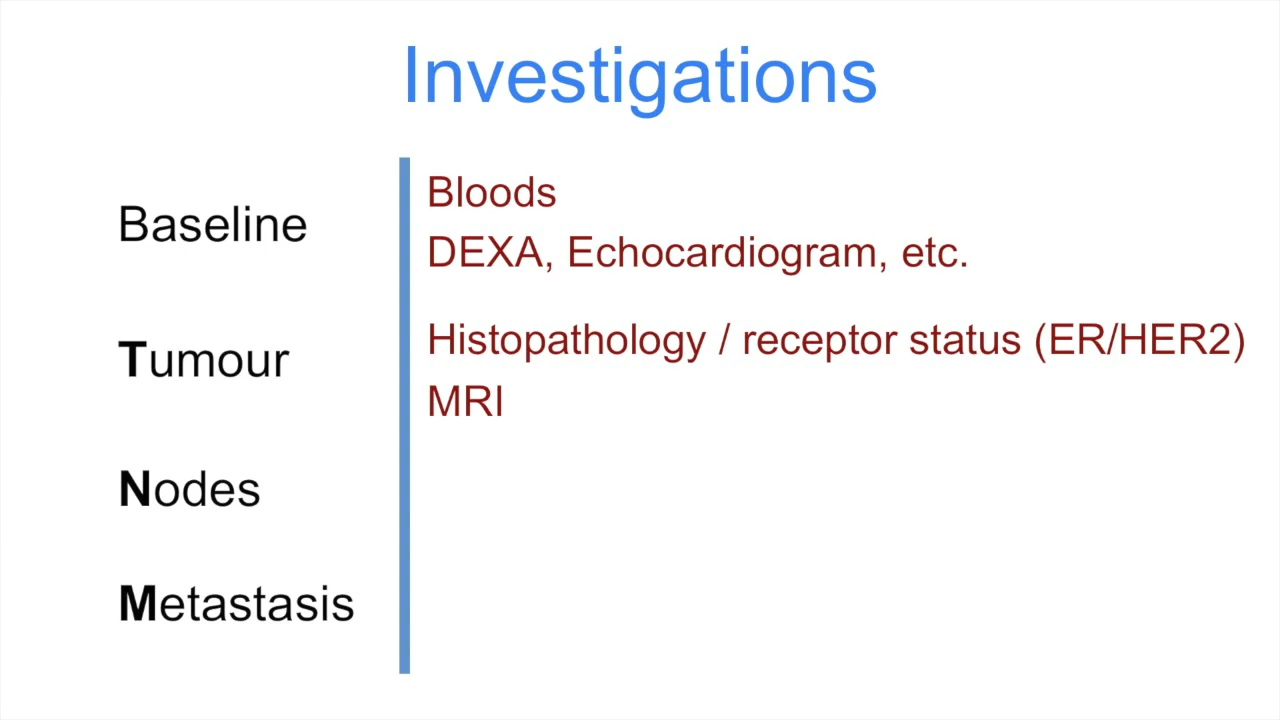 Investigations
Baseline
Bloods
DEXA, Echocardiogram, etc.
Tumour
Histopathology / receptor status (ER/HER2)
MRI
Nodes
Metastasis